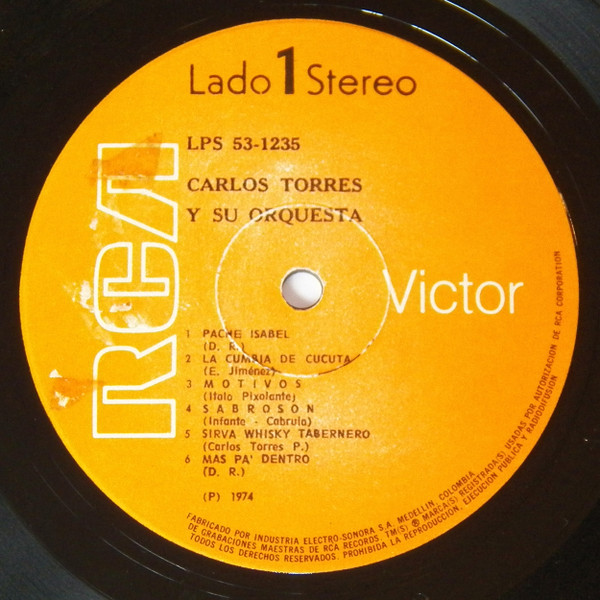 Lado 1 Stereo
LPS 53-1235
CARLOS TORRES
Y SU ORQUESTA
RCA
Victor
1 PACHE ISABEL
(D. R.)
2 LA CUMBIA DE CUCUTA
(E. Jiménez)
3 MOTIVOS
(Italo Pixolante)
4 SABROSON
(Infante - Cabrula)
5 SIRVA WHISKY TABERNERO
(Carlos Torres P.)
6 MAS PA' DENTRO
(D. R.)
(P) 1974
FABRICADO POR INDUSTRIA ELECTRO-SONORA S.A. MEDELLIN, COLOMBIA
DE GRABACIONES MAESTRAS DE RCA RECORDS. TM(S) ® MARCA(S) REGISTRADA(S) USADAS POR AUTORIZACION DE RCA CORPORATION
TODOS LOS DERECHOS RESERVADOS. PROHIBIDA LA REPRODUCCION. EJECUCION PUBLICA Y RADIODIFUSION